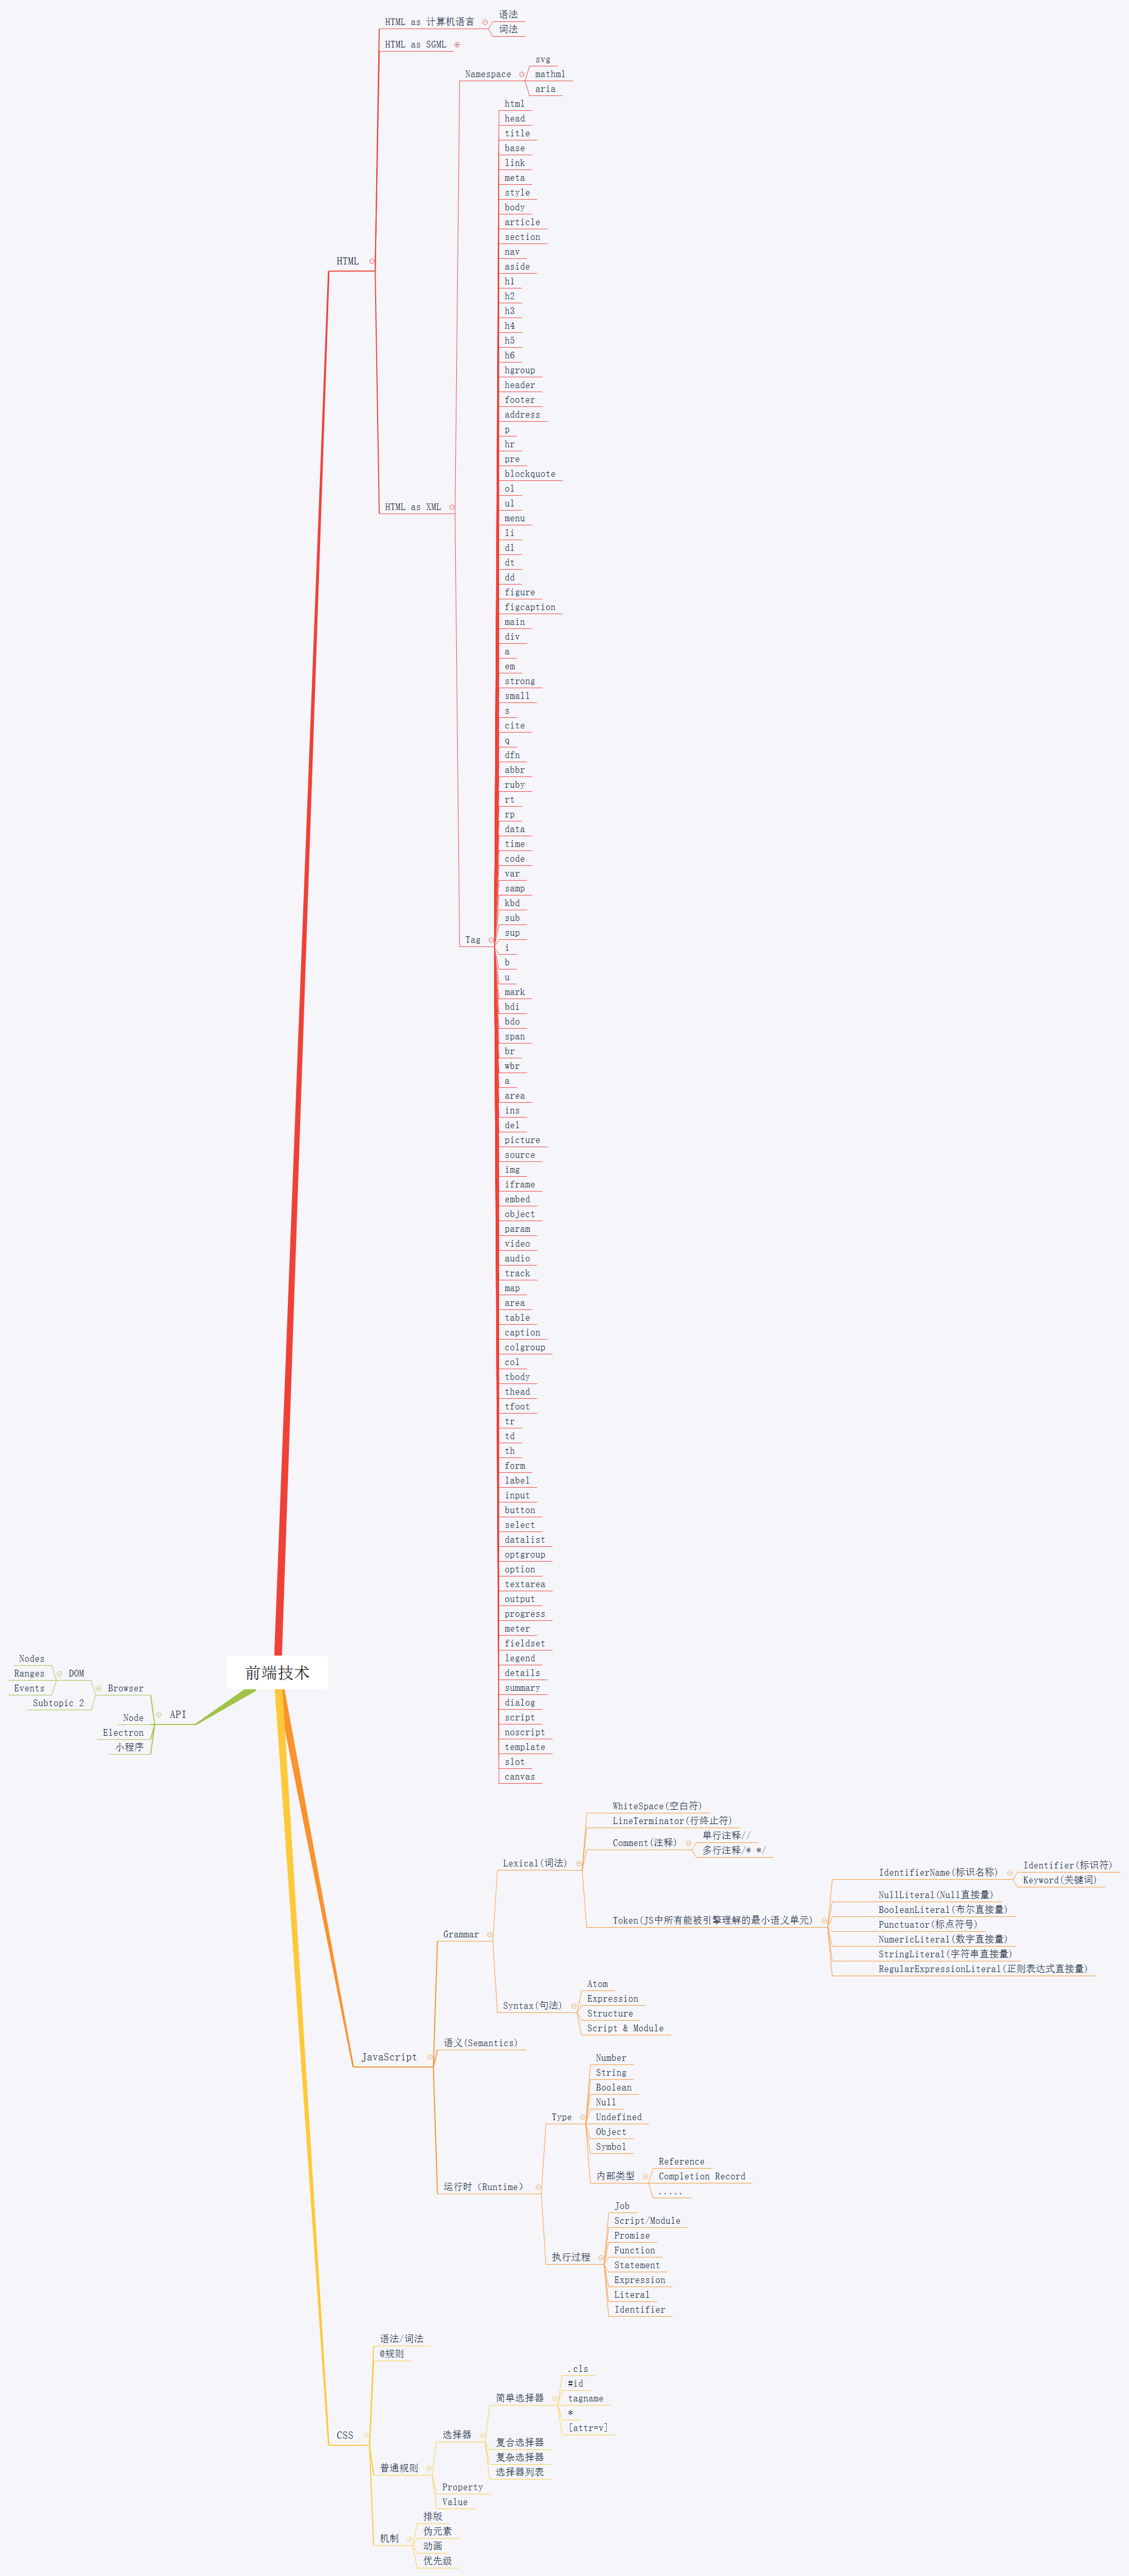 语法
HTML as 计算机语言
词法
HTML as SGML
svg
Namespace
mathml
aria
html
head
title
base
link
meta
style
body
article
section
nav
HTML
aside
h1
h2
h3
h4
h5
h6
hgroup
header
footer
address
p
hr
pre
blockquote
ol
ul
HTML as XML
menu
li
dl
dt
dd
figure
figcaption
main
div
a
em
strong
small
s
cite
q
dfn
abbr
ruby
rt
rp
data
time
code
var
samp
kbd
sub
sup
Tag
i
b
u
mark
bdi
bdo
span
br
wbr
a
area
ins
del
picture
source
img
iframe
embed
object
param
video
audio
track
map
area
table
caption
colgroup
col
tbody
thead
tfoot
tr
td
th
form
label
input
button
select
datalist
optgroup
option
textarea
output
progress
meter
fieldset
legend
details
summary
dialog
script
noscript
template
slot
canvas
前端技术
Nodes
Ranges
DOM
Events
Browser
Subtopic 2
API
Node
Electron
小程序
WhiteSpace(空白符)
LineTerminator(行终止符)
单行注释//
Comment(注释)
多行注释/* */
Lexical(词法)
Identifier(标识符)
IdentifierName(标识名称)
Keyword(关键词)
NullLiteral(Null直接量)
BooleanLiteral(布尔直接量)
Token(JS中所有能被引擎理解的最小语义单元)
Punctuator(标点符号)
NumericLiteral(数字直接量)
StringLiteral(字符串直接量)
RegularExpressionLiteral(正则表达式直接量)
Grammar
Atom
Expression
Syntax(句法)
Structure
Script & Module
语义(Semantics)
JavaScript
Number
String
Boolean
Null
Type
Undefined
Object
Symbol
Reference
内部类型
Completion Record
.....
运行时（Runtime）
Job
Script/Module
Promise
Function
执行过程
Statement
Expression
Literal
Identifier
语法/词法
@规则
.cls
#id
简单选择器
tagname
*
[attr=v]
CSS
选择器
复合选择器
复杂选择器
选择器列表
普通规则
Property
Value
排版
伪元素
机制
动画
优先级